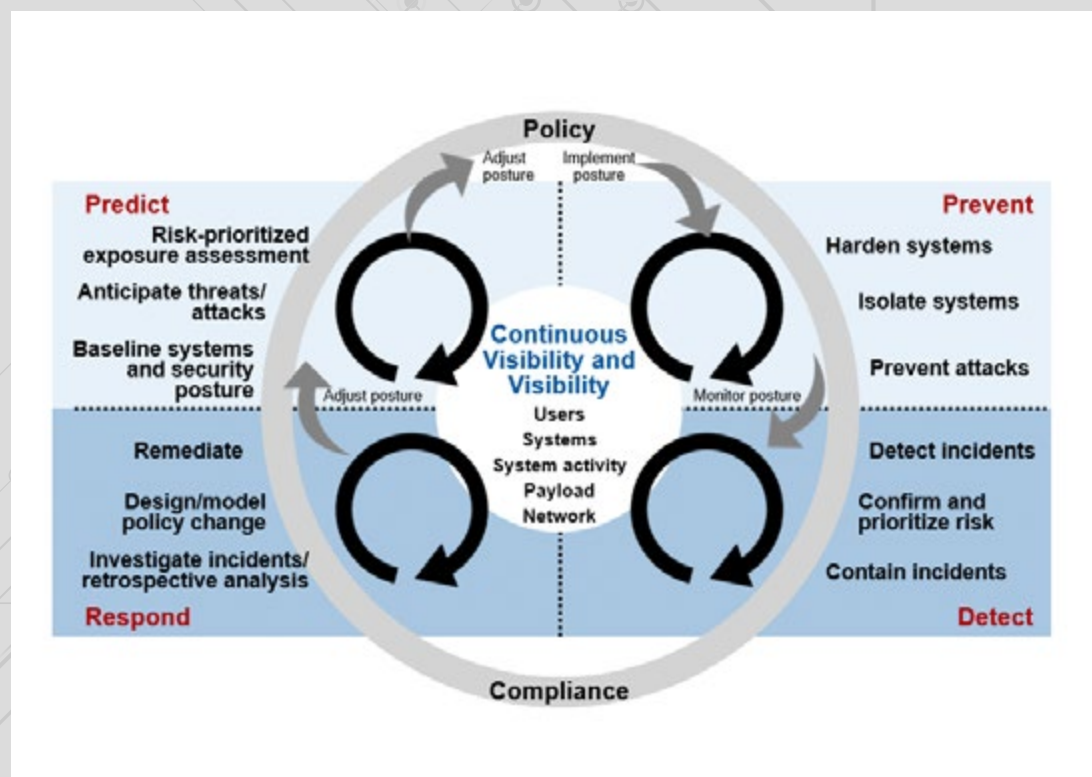 Policy
Adjust
posture
Implement
posture
Predict
Risk-prioritized
exposure assessment
Anticipate threats/
attacks
Baseline systems
and security
posture
Prevent
Harden systems
Isolate systems
Prevent attacks
Continuous
Visibility and
Visibility
Users
Systems
System activity
Payload
Network
Adjust posture
Monitor posture
Remediate
Design/model
policy change
Investigate incidents/
retrospective analysis
Respond
Detect incidents
Confirm and
prioritize risk
Contain incidents
Detect
Compliance